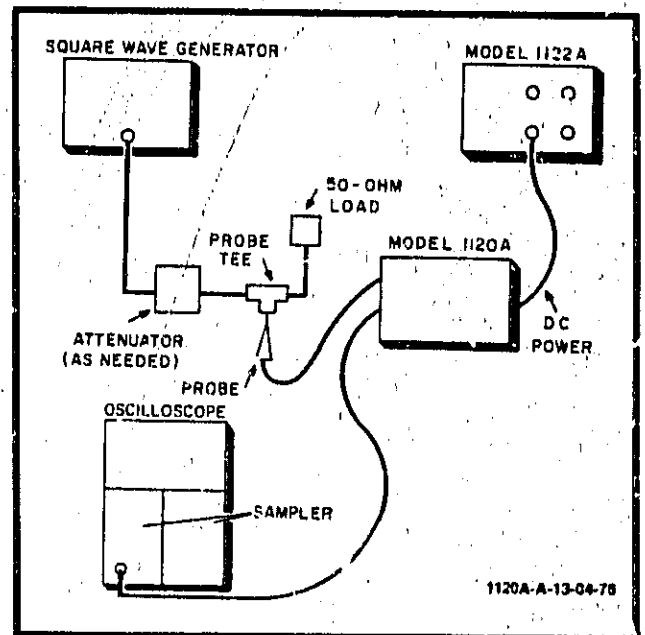 SQUARE WAVE GENERATOR
MODEL 1122A
50-OHM
LOAD
PROBE
TEE
MODEL 1120A
ATTENUATOR
(AS NEEDED)
DC
POWER
PROBE
OSCILLOSCOPE
SAMPLER
1120A-A-13-04-76